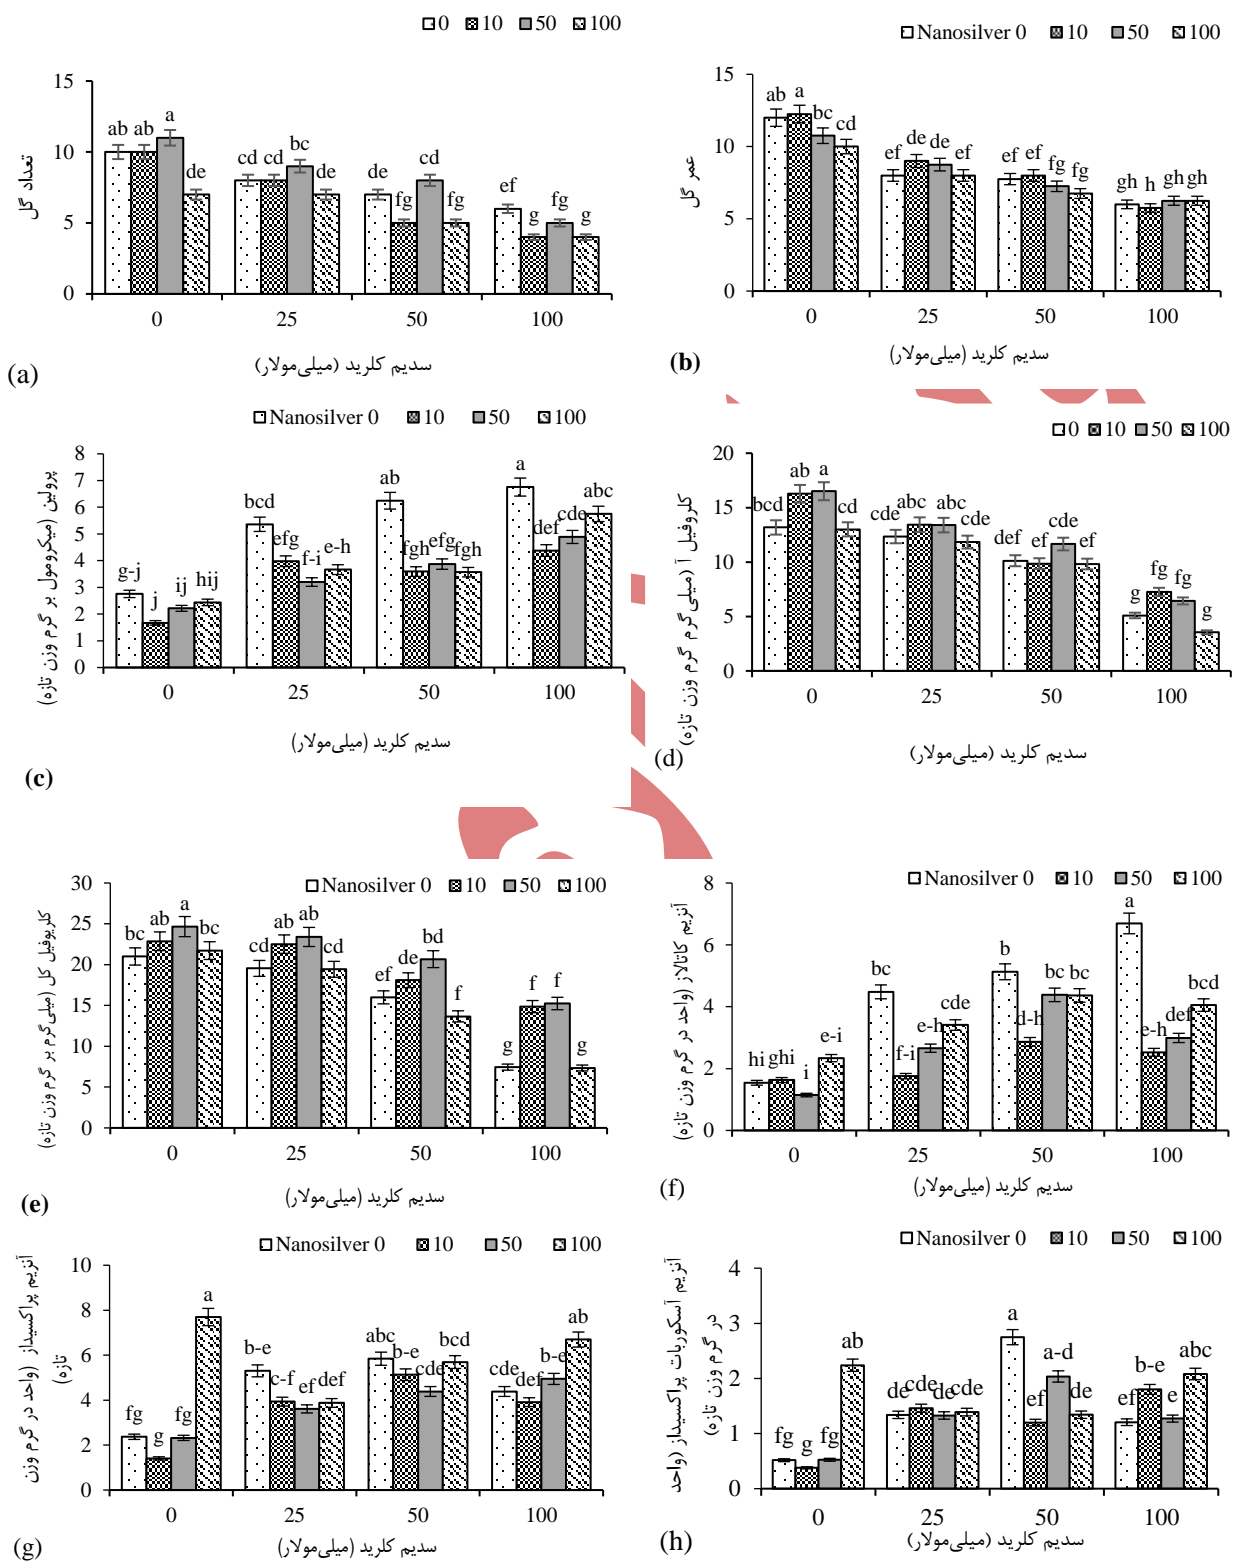 0 10 50 100
15
10
5
0
ab ab a de
cd cd bc de
de fg cd fg
ef g fg g
0 25 50 100
تعداد گل
سدیم کلرید (میلی‌مولار)
(a)
Nanosilver 0 10 50 100
15
10
5
0
ab a bc cd
ef de de ef
ef ef fg fg
gh h gh gh
0 25 50 100
عمر گل
سدیم کلرید (میلی‌مولار)
(b)
Nanosilver 0 10 50 100
8
7
6
5
4
3
2
1
0
g-j j ij hij
bcd efg f-i e-h
ab fgh efg fgh
a def cde abc
0 25 50 100
پرولین (میکرومول بر گرم وزن تازه)
سدیم کلرید (میلی‌مولار)
(c)
0 10 50 100
20
15
10
5
0
bcd ab a cd
cde abc abc cde
def ef cde ef
g fg fg g
0 25 50 100
کلروفیل آ (میلی‌گرم گرم وزن تازه)
سدیم کلرید (میلی‌مولار)
(d)
Nanosilver 0 10 50 100
30
25
20
15
10
5
0
bc ab a bc
cd ab ab cd
ef de bd f
g f f g
0 25 50 100
کلروفیل کل (میلی‌گرم بر گرم وزن تازه)
سدیم کلرید (میلی‌مولار)
(e)
Nanosilver 0 10 50 100
8
6
4
2
0
hi ghi i e-i
bc f-i e-h cde
b d-h bc bc
a e-h def bcd
0 25 50 100
آنزیم کاتالاز (واحد در گرم وزن تازه)
سدیم کلرید (میلی‌مولار)
(f)
Nanosilver 0 10 50 100
10
8
6
4
2
0
fg g fg a
b-e c-f ef def
abc b-e cde bcd
cde def b-e ab
0 25 50 100
آنزیم پراکسیداز (واحد در گرم وزن
تازه)
سدیم کلرید (میلی‌مولار)
(g)
Nanosilver 0 10 50 100
4
3
2
1
0
fg g fg ab
de cde de cde
a ef a-d de
ef b-e e abc
0 25 50 100
آنزیم آسکوربات پراکسیداز (واحد
در گرم وزن تازه)
سدیم کلرید (میلی‌مولار)
(h)